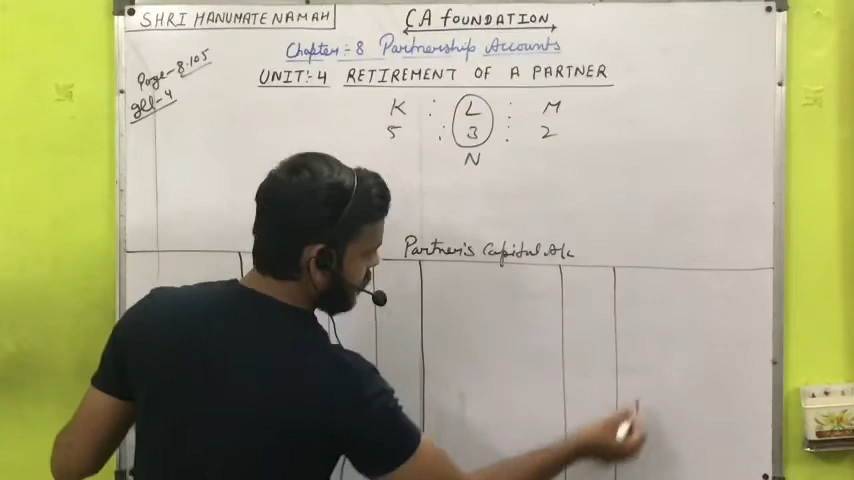 SHRI HANUMATE NAMAH
CA FOUNDATION
Chapter:-8 Partnership Accounts
UNIT:-4 RETIREMENT OF A PARTNER
Page-8.105
Ill-4
K : L : M
5 : 3 : 2
N
Partner's Capital A/c